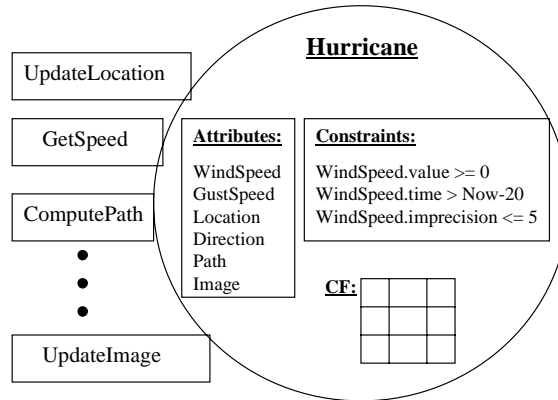 Hurricane
UpdateLocation
GetSpeed
ComputePath
UpdateImage
Attributes:
WindSpeed
GustSpeed
Location
Direction
Path
Image
Constraints:
WindSpeed.value >= 0
WindSpeed.time > Now-20
WindSpeed.imprecision <= 5
CF: